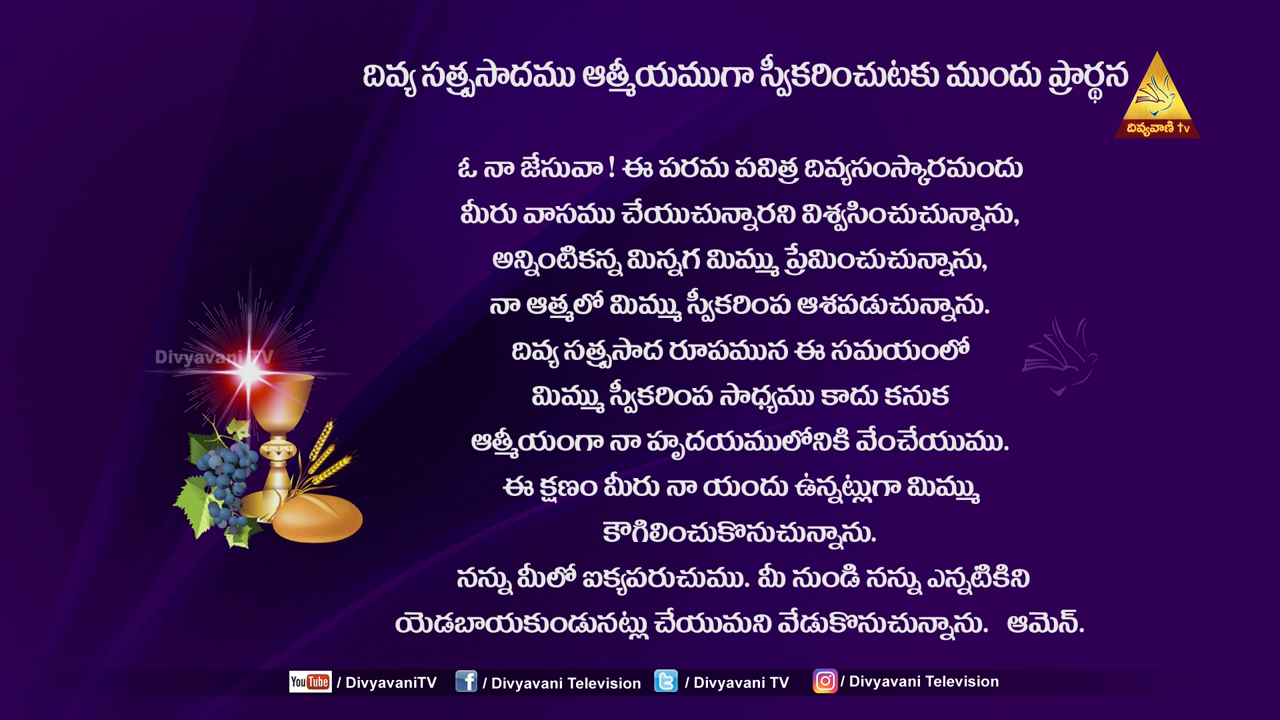 దివ్య సత్ప్రసాదము ఆత్మీయముగా స్వీకరించుటకు ముందు ప్రార్థన
దివ్యవాణి tv
ఓ నా జేసువా ! ఈ పరమ పవిత్ర దివ్యసంస్కారమందు
మీరు వాసము చేయుచున్నారని విశ్వసించుచున్నాను,
అన్నింటికన్న మిన్నగ మిమ్ము ప్రేమించుచున్నాను,
నా ఆత్మలో మిమ్ము స్వీకరింప ఆశపడుచున్నాను.
దివ్య సత్ప్రసాద రూపమున ఈ సమయంలో
Divyavani TV
మిమ్ము స్వీకరింప సాధ్యము కాదు కనుక
ఆత్మీయంగా నా హృదయములోనికి వేంచేయుము.
ఈ క్షణం మీరు నా యందు ఉన్నట్లుగా మిమ్ము
కౌగిలించుకొనుచున్నాను.
నన్ను మీలో ఐక్యపరుచుము. మీ నుండి నన్ను ఎన్నటికిని
యెడబాయకుండునట్లు చేయుమని వేడుకొనుచున్నాను. ఆమెన్.
YouTube / DivyavaniTV f / Divyavani Television / Divyavani TV / Divyavani Television